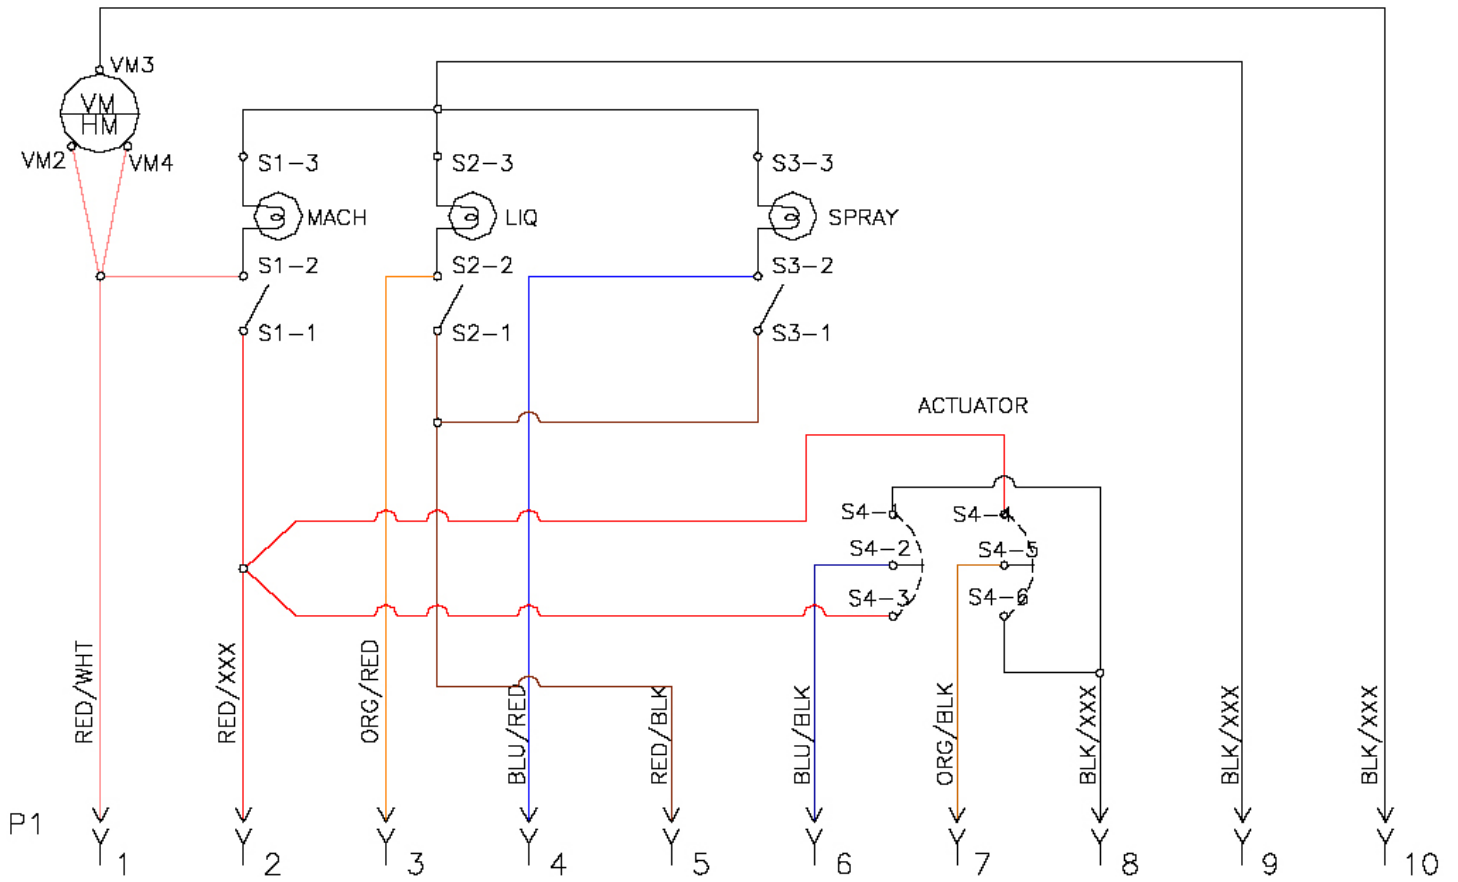 VM3
VM
HM
VM2 VM4
S1-3 S2-3 S3-3
MACH LIQ SPRAY
S1-2 S2-2 S3-2
S1-1 S2-1 S3-1
ACTUATOR
S4-1 S4-4
S4-2 S4-5
S4-3 S4-6
RED/WHT
RED/XXX
ORG/RED
BLU/RED
RED/BLK
BLU/BLK
ORG/BLK
BLK/XXX
BLK/XXX
BLK/XXX
P1
1 2 3 4 5 6 7 8 9 10